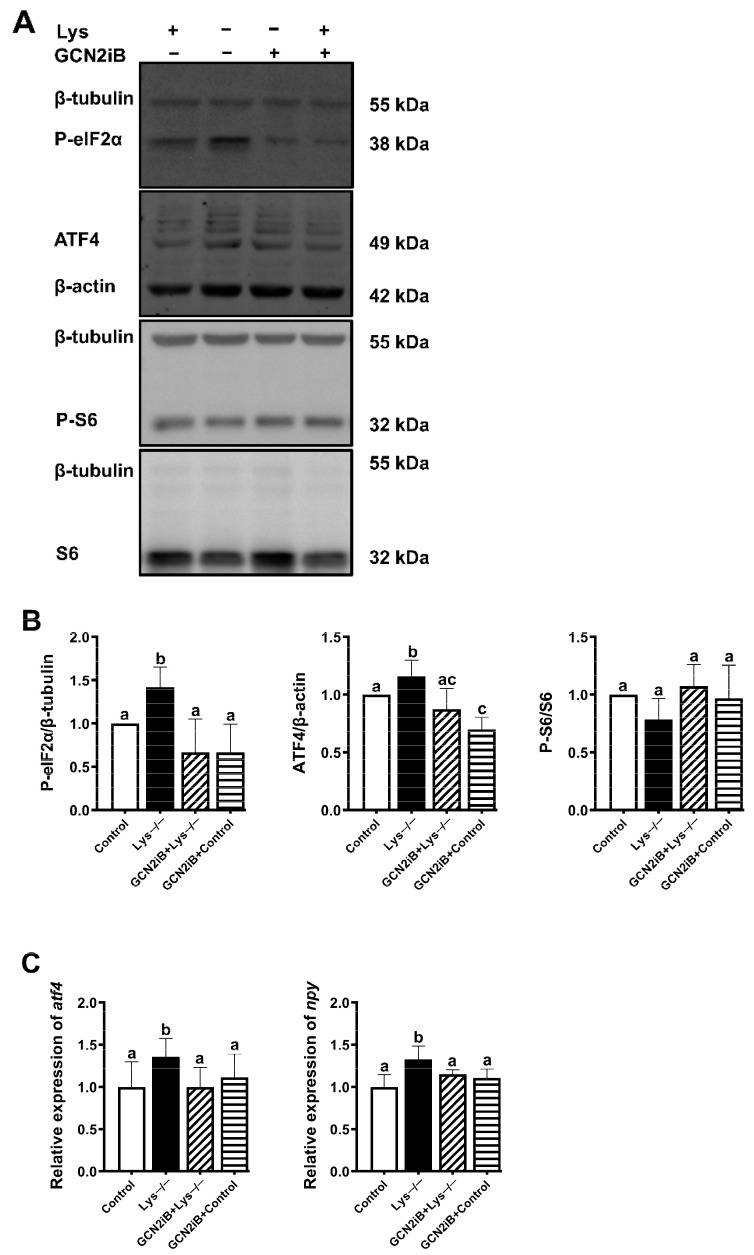 A
Lys + − − +
GCN2iB − − + +
β-tubulin 55 kDa
P-eIF2α 38 kDa
ATF4 49 kDa
β-actin 42 kDa
β-tubulin 55 kDa
P-S6 32 kDa
β-tubulin 55 kDa
S6 32 kDa
B
P-eIF2α/β-tubulin
2.0
1.5
1.0
0.5
0.0
a b a a
Control
Lys−/−
GCN2iB+Lys−/−
GCN2iB+Control
ATF4/β-actin
1.5
1.0
0.5
0.0
a b ac c
Control
Lys−/−
GCN2iB+Lys−/−
GCN2iB+Control
P-S6/S6
1.5
1.0
0.5
0.0
a a a a
Control
Lys−/−
GCN2iB+Lys−/−
GCN2iB+Control
C
Relative expression of atf4
2.0
1.5
1.0
0.5
0.0
a b a a
Control
Lys−/−
GCN2iB+Lys−/−
GCN2iB+Control
Relative expression of npy
2.0
1.5
1.0
0.5
0.0
a b a a
Control
Lys−/−
GCN2iB+Lys−/−
GCN2iB+Control